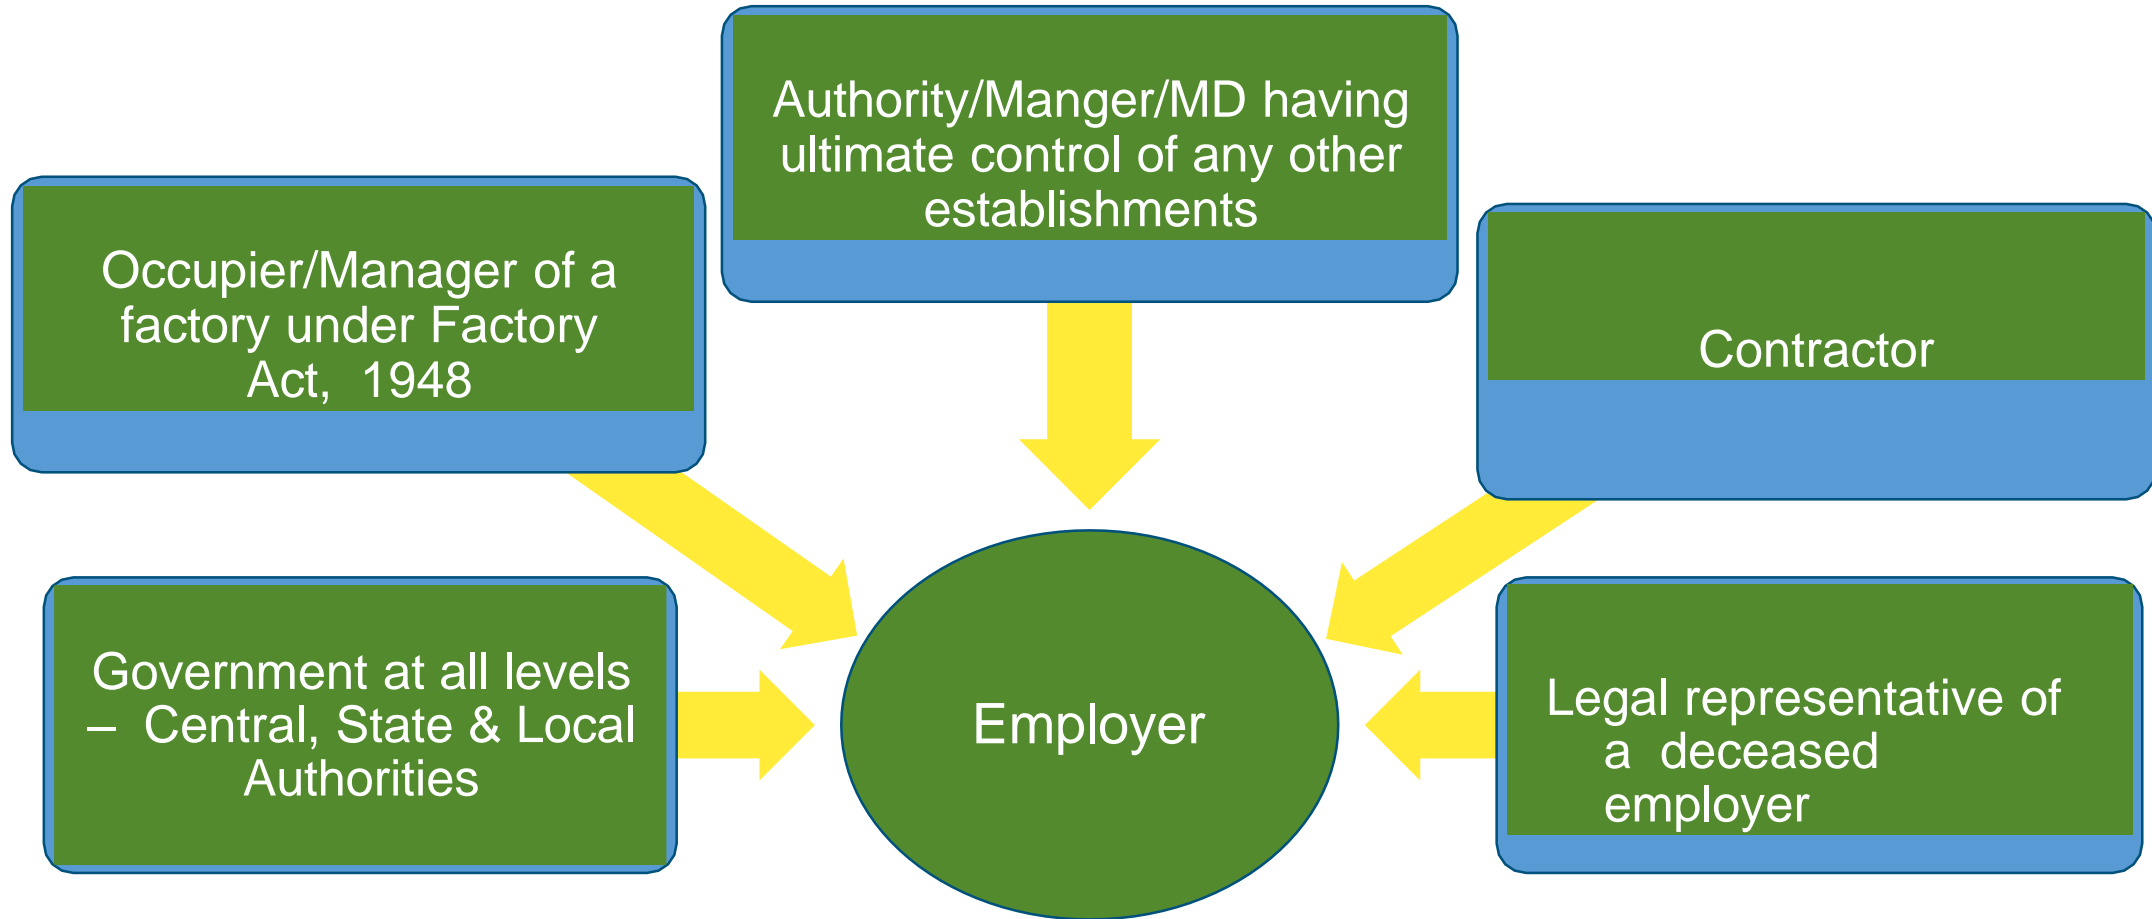 Authority/Manger/MD having
ultimate control of any other
establishments
Occupier/Manager of a
factory under Factory
Act, 1948
Contractor
Government at all levels
– Central, State & Local
Authorities
Employer
Legal representative of
a deceased
employer